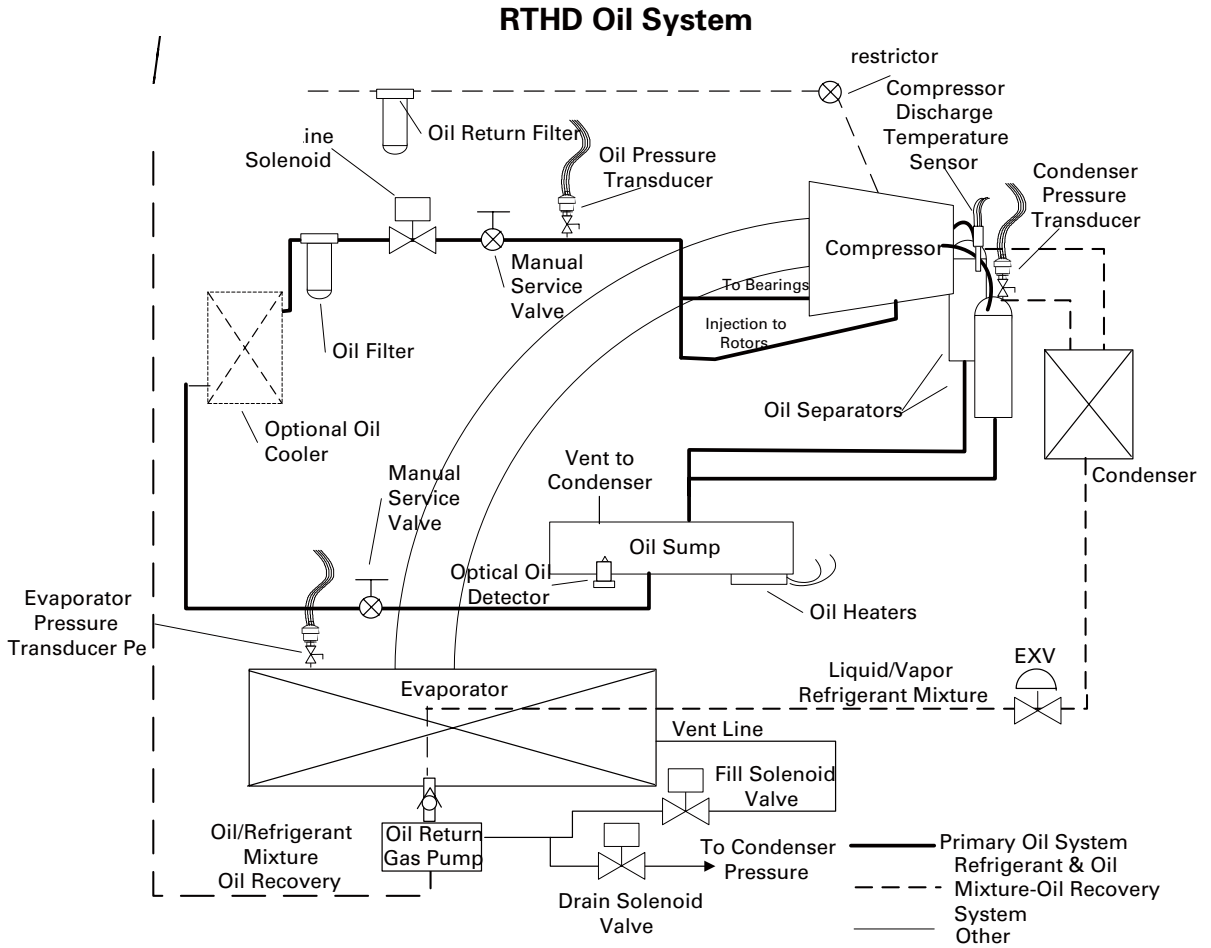 RTHD Oil System
restrictor
Compressor
Discharge
Temperature
Sensor
Oil Return Filter
ine
Solenoid
Oil Pressure
Transducer
Condenser
Pressure
Transducer
Compressor
Manual
Service
Valve
To Bearings
Injection to
Rotors
Oil Filter
Oil Separators
Optional Oil
Cooler
Vent to
Condenser
Manual
Service
Valve
Condenser
Oil Sump
Optical Oil
Detector
Oil Heaters
Evaporator
Pressure
Transducer Pe
EXV
Liquid/Vapor
Refrigerant Mixture
Evaporator
Vent Line
Fill Solenoid
Valve
Oil/Refrigerant
Mixture
Oil Recovery
Oil Return
Gas Pump
To Condenser
Pressure
Drain Solenoid
Valve
Primary Oil System
Refrigerant & Oil
Mixture-Oil Recovery
System
Other